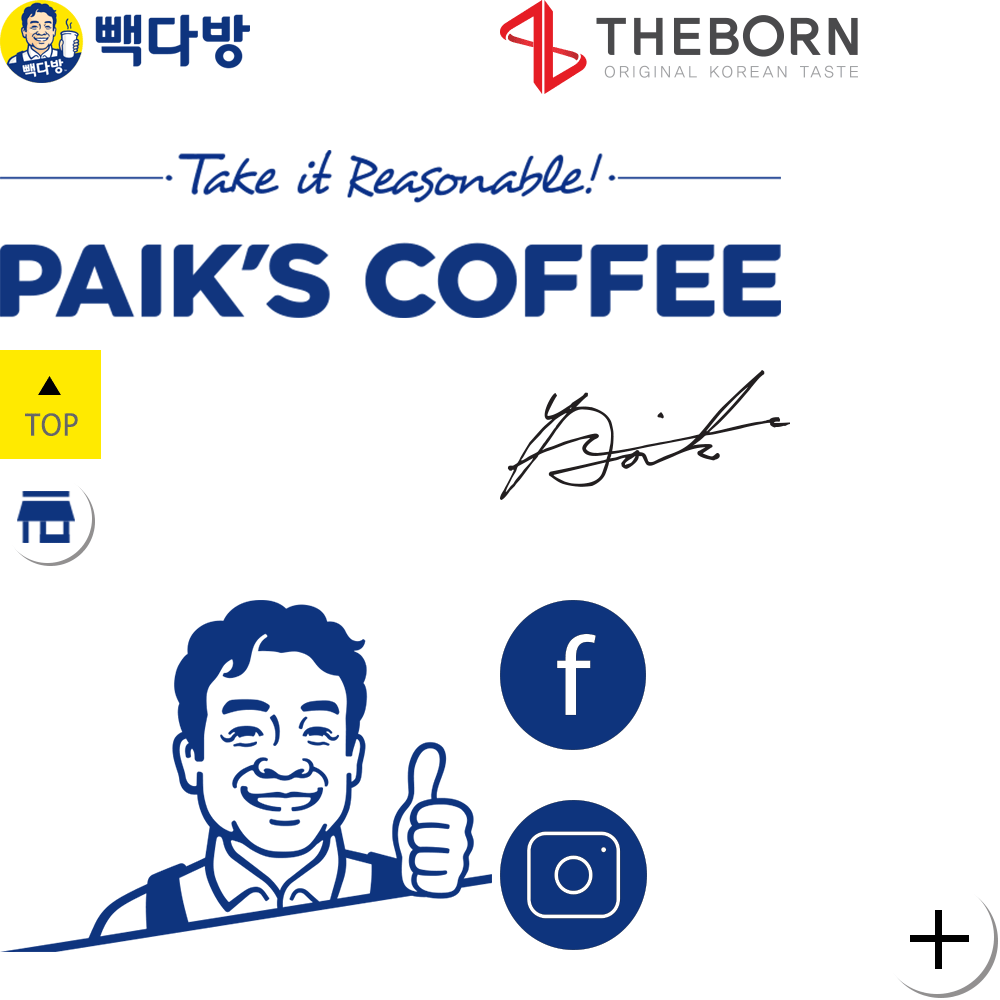 빽다방
빽다방
THEBORN
ORIGINAL KOREAN TASTE
Take it Reasonable!
PAIK'S COFFEE
TOP
f